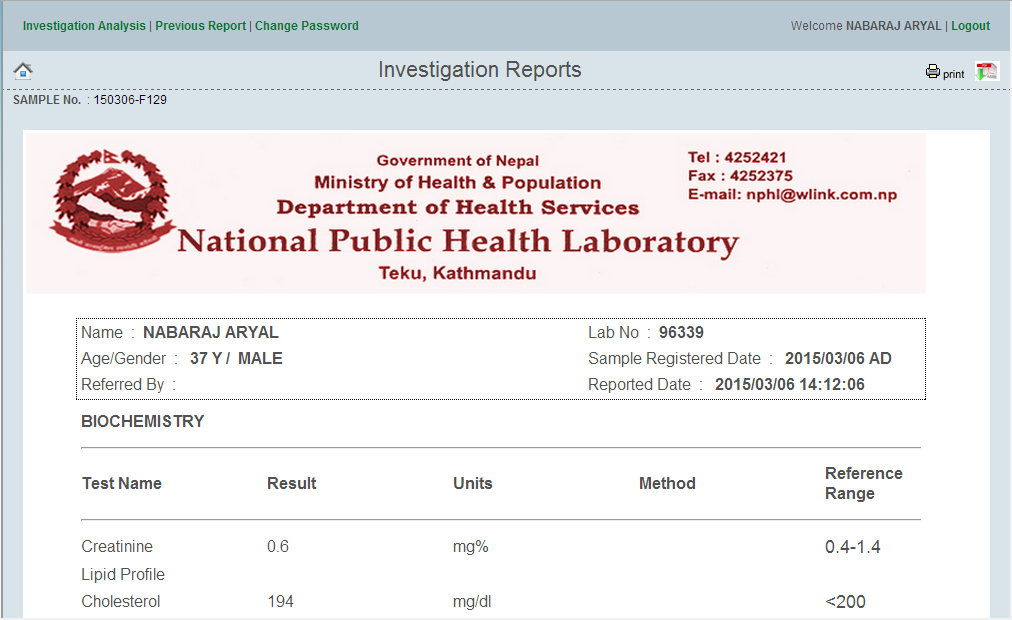 Investigation Analysis | Previous Report | Change Password
Welcome NABARAJ ARYAL | Logout
Investigation Reports
print
SAMPLE No. : 150306-F129
Government of Nepal
Ministry of Health & Population
Department of Health Services
National Public Health Laboratory
Teku, Kathmandu
Tel : 4252421
Fax : 4252375
E-mail: nphl@wlink.com.np
Name : NABARAJ ARYAL
Lab No : 96339
Age/Gender : 37 Y / MALE
Sample Registered Date : 2015/03/06 AD
Referred By :
Reported Date : 2015/03/06 14:12:06
BIOCHEMISTRY
Test Name Result Units Method Reference Range
Creatinine 0.6 mg% 0.4-1.4
Lipid Profile
Cholesterol 194 mg/dl <200